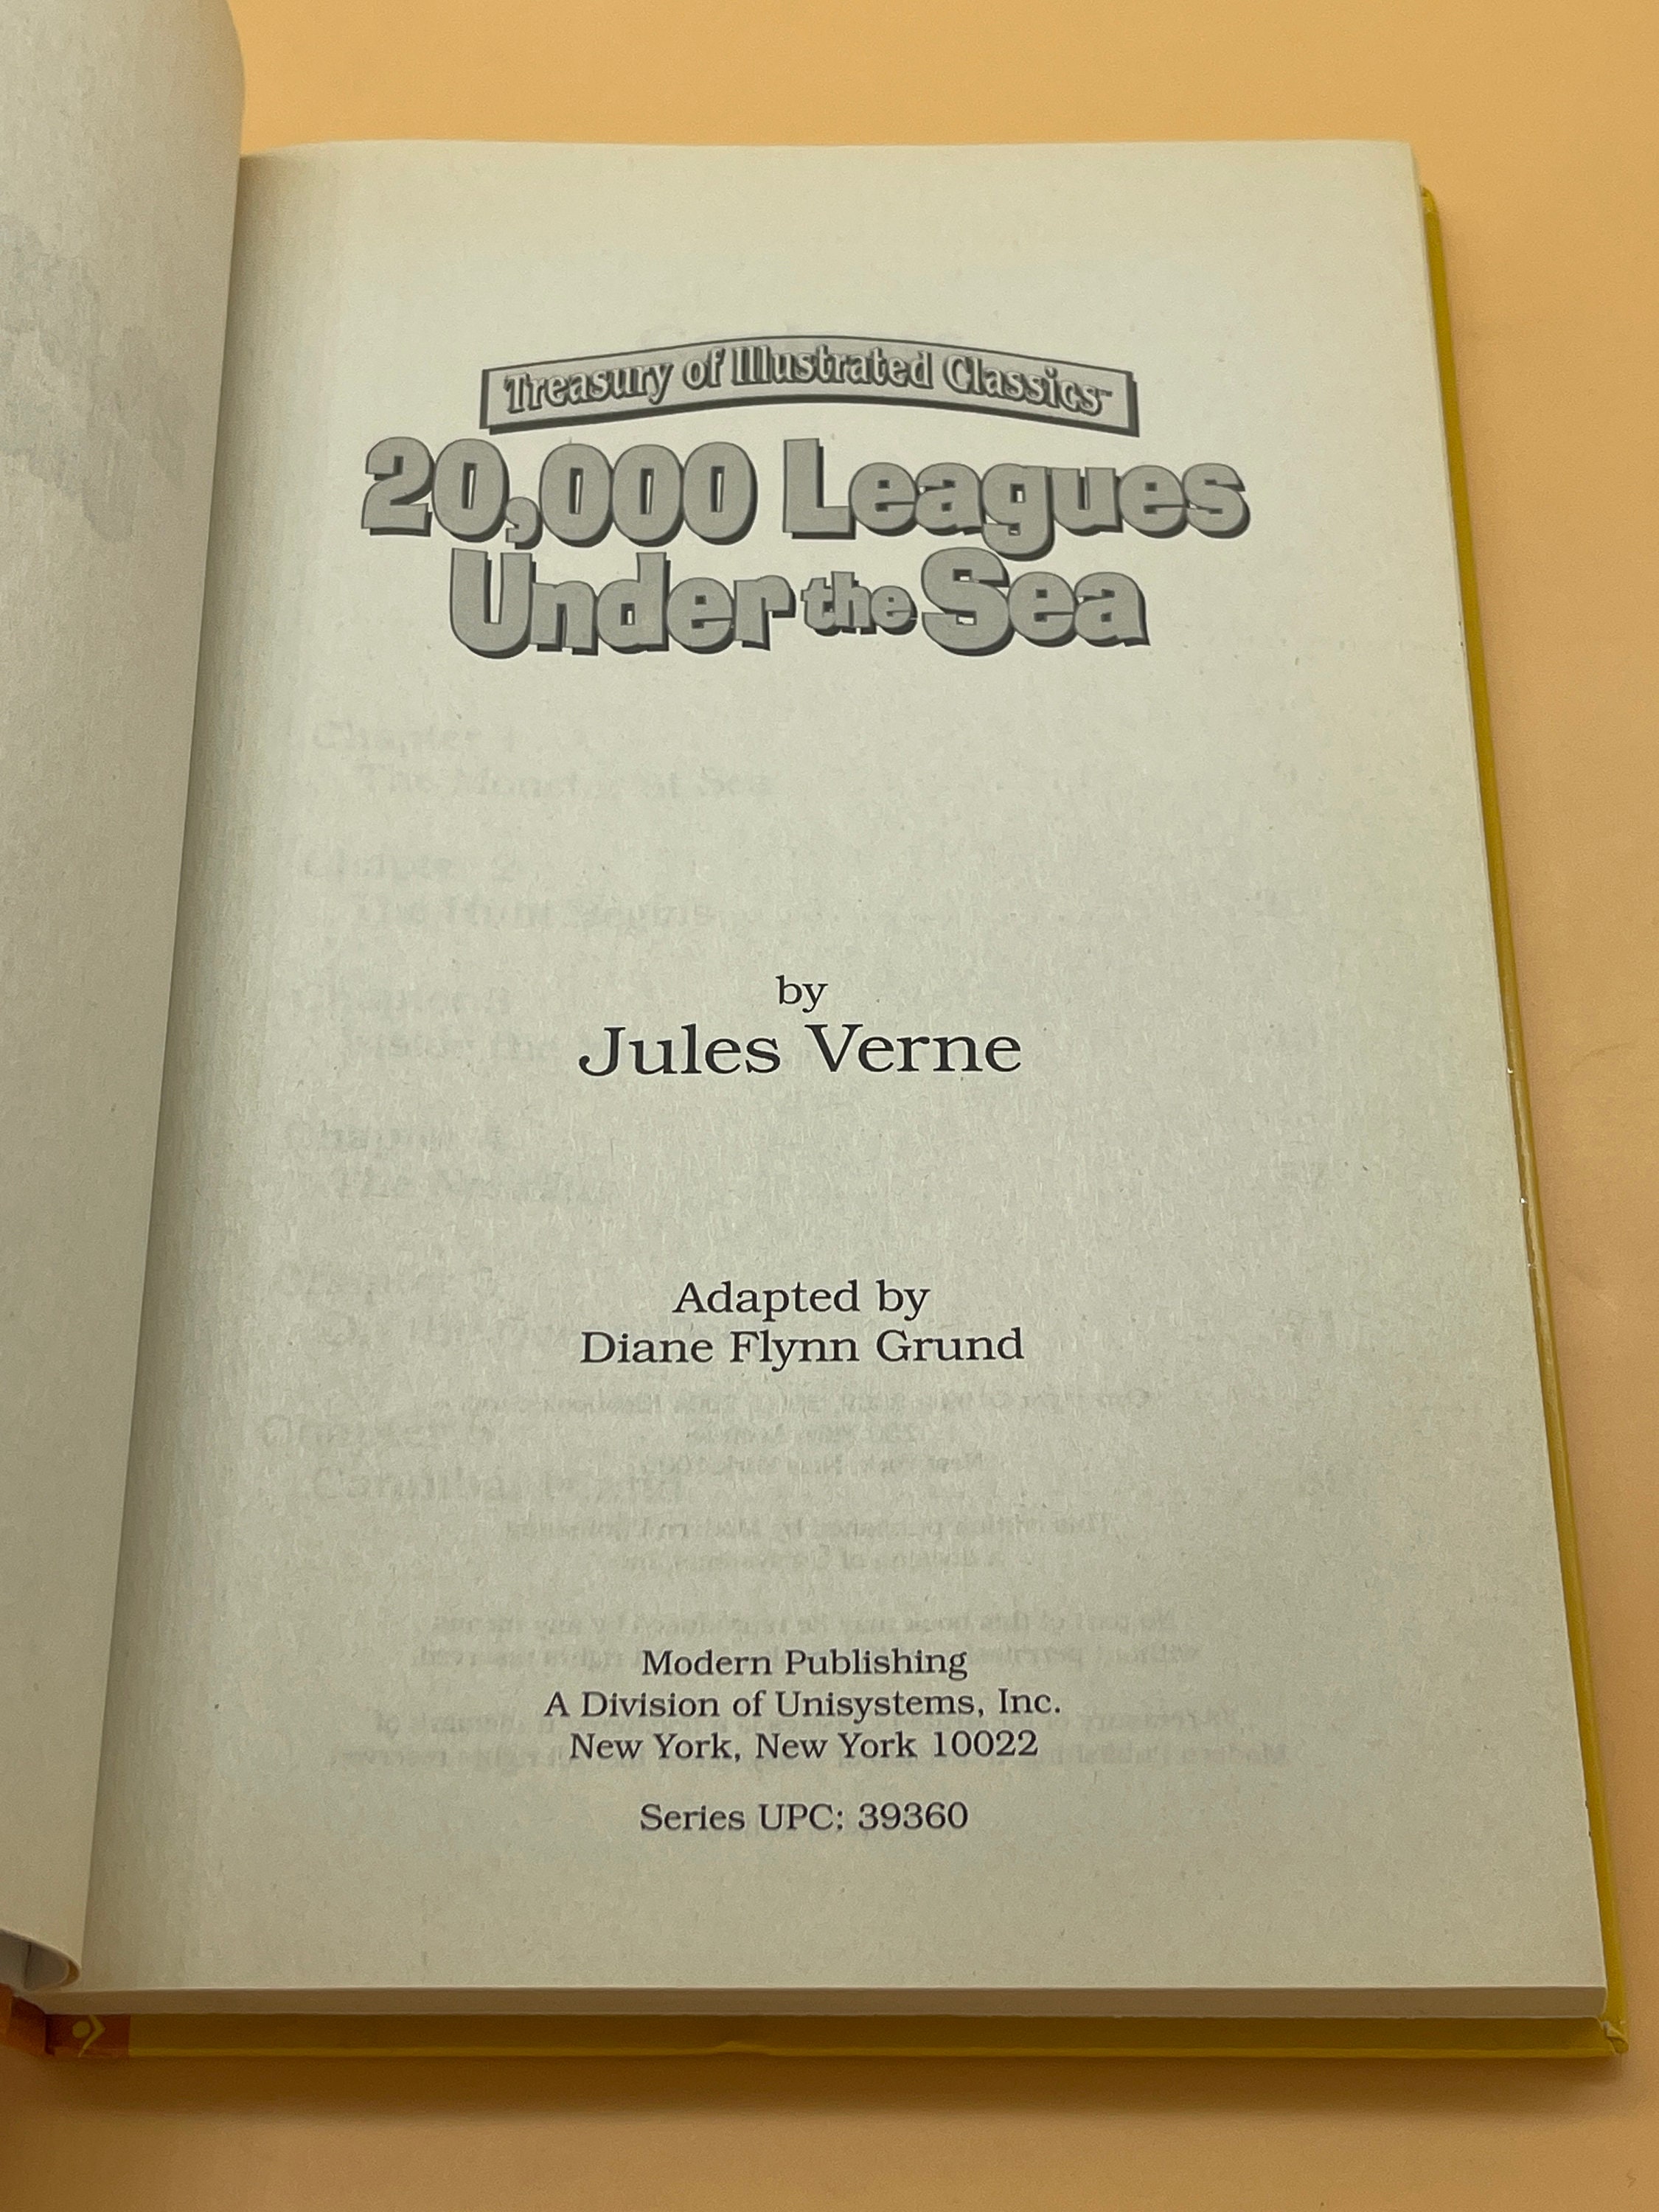 Treasury of Illustrated Classics™
20,000 Leagues
Under the Sea
by
Jules Verne
Adapted by
Diane Flynn Grund
Modern Publishing
A Division of Unisystems, Inc.
New York, New York 10022
Series UPC: 39360